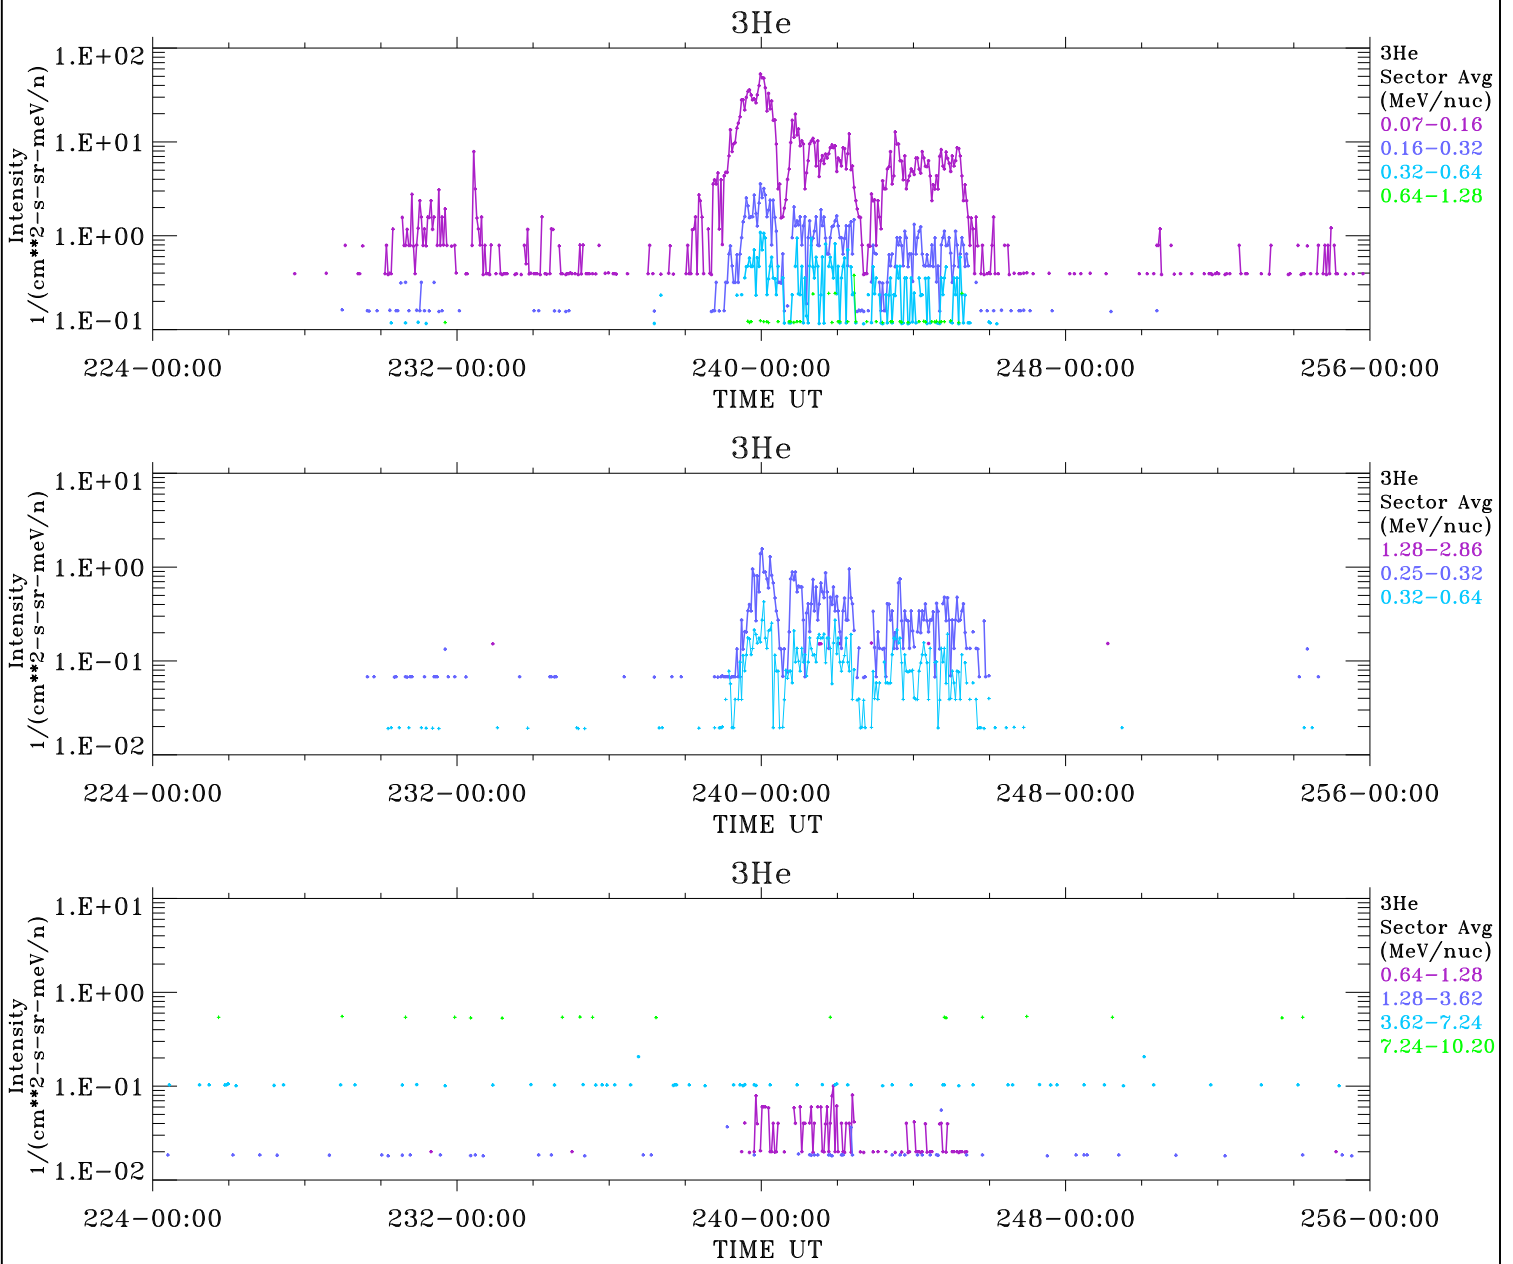 3He
1.E+02
1.E+01
1.E+00
1.E-01
Intensity
1/(cm**2-s-sr-meV/n)
3He
Sector Avg
(MeV/nuc)
0.07-0.16
0.16-0.32
0.32-0.64
0.64-1.28
224-00:00 232-00:00 240-00:00 248-00:00 256-00:00
TIME UT
3He
1.E+01
1.E+00
1.E-01
1.E-02
Intensity
1/(cm**2-s-sr-meV/n)
3He
Sector Avg
(MeV/nuc)
1.28-2.86
0.25-0.32
0.32-0.64
224-00:00 232-00:00 240-00:00 248-00:00 256-00:00
TIME UT
3He
1.E+01
1.E+00
1.E-01
1.E-02
Intensity
1/(cm**2-s-sr-meV/n)
3He
Sector Avg
(MeV/nuc)
0.64-1.28
1.28-3.62
3.62-7.24
7.24-10.20
224-00:00 232-00:00 240-00:00 248-00:00 256-00:00
TIME UT